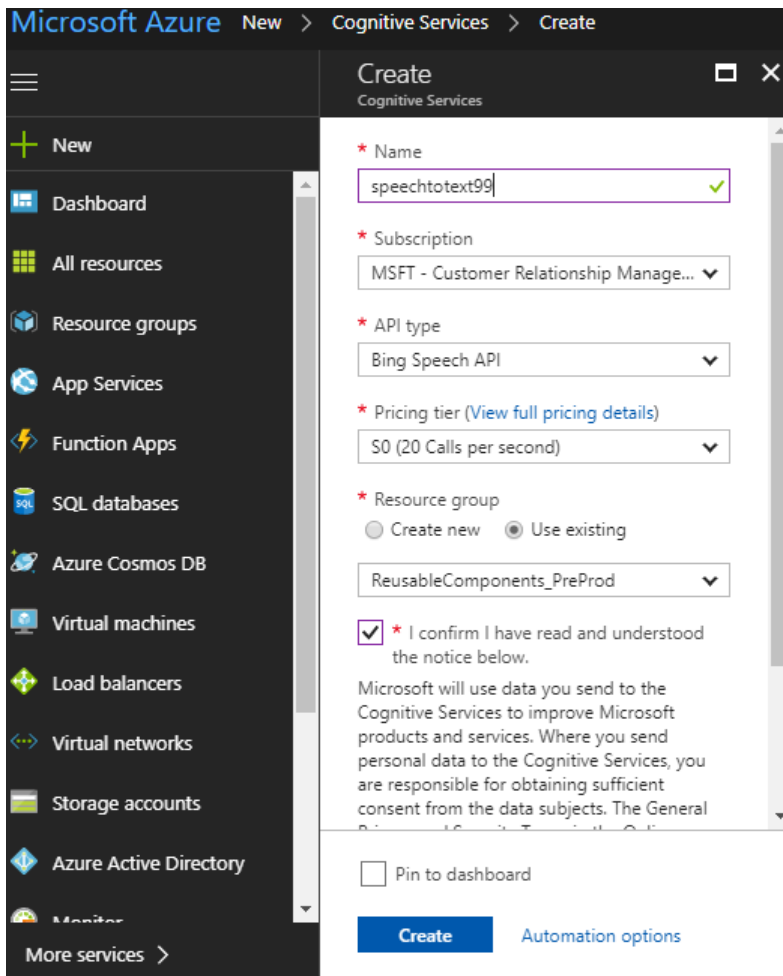 Microsoft Azure New > Cognitive Services > Create
Create
Cognitive Services
New
Dashboard
All resources
Resource groups
App Services
Function Apps
SQL databases
Azure Cosmos DB
Virtual machines
Load balancers
Virtual networks
Storage accounts
Azure Active Directory
Monitor
More services >
* Name
speechtotext99
* Subscription
MSFT - Customer Relationship Manage...
* API type
Bing Speech API
* Pricing tier (View full pricing details)
S0 (20 Calls per second)
* Resource group
Create new Use existing
ReusableComponents_PreProd
* I confirm I have read and understood
the notice below.
Microsoft will use data you send to the
Cognitive Services to improve Microsoft
products and services. Where you send
personal data to the Cognitive Services, you
are responsible for obtaining sufficient
consent from the data subjects. The General
Pin to dashboard
Create Automation options